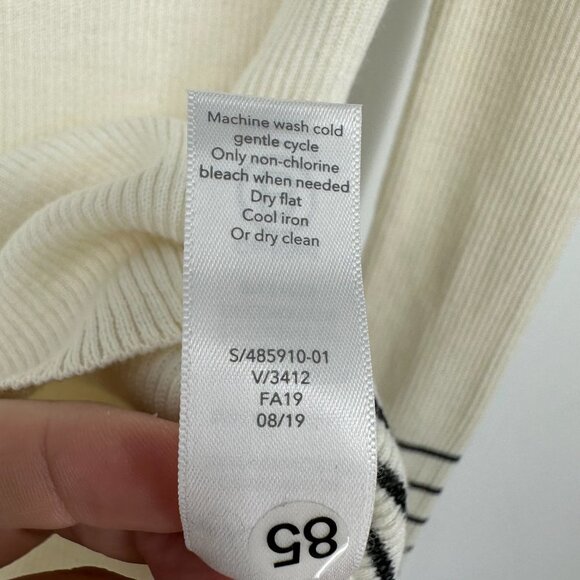 Machine wash cold
gentle cycle
Only non-chlorine
bleach when needed
Dry flat
Cool iron
Or dry clean
S/485910-01
V/3412
FA19
08/19
85